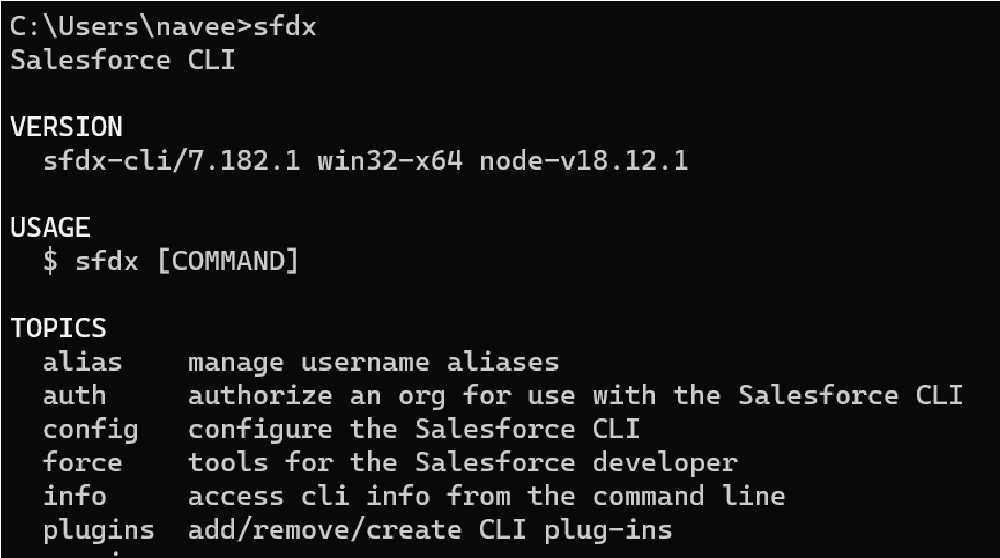 C:\Users\navee>sfdx
Salesforce CLI
VERSION
sfdx-cli/7.182.1 win32-x64 node-v18.12.1
USAGE
$ sfdx [COMMAND]
TOPICS
alias manage username aliases
auth authorize an org for use with the Salesforce CLI
config configure the Salesforce CLI
force tools for the Salesforce developer
info access cli info from the command line
plugins add/remove/create CLI plug-ins